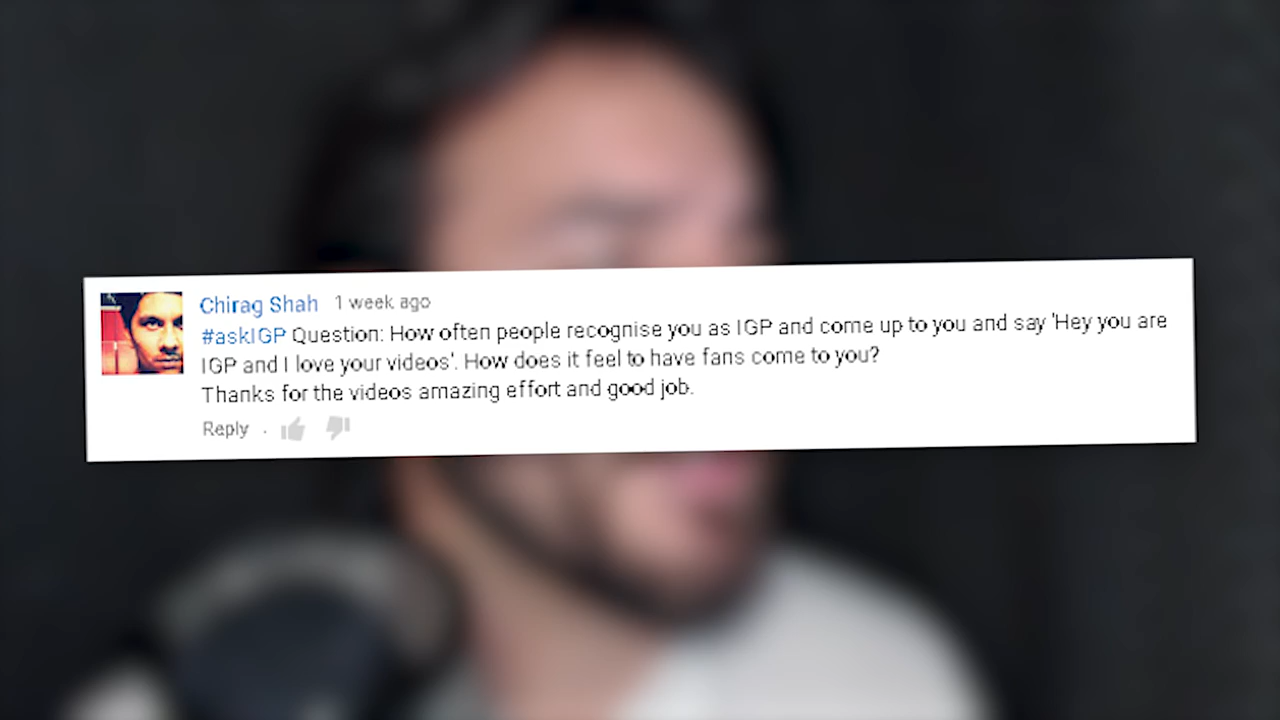 Chirag Shah 1 week ago
#askIGP Question: How often people recognise you as IGP and come up to you and say 'Hey you are
IGP and I love your videos'. How does it feel to have fans come to you?
Thanks for the videos amazing effort and good job.
Reply ·